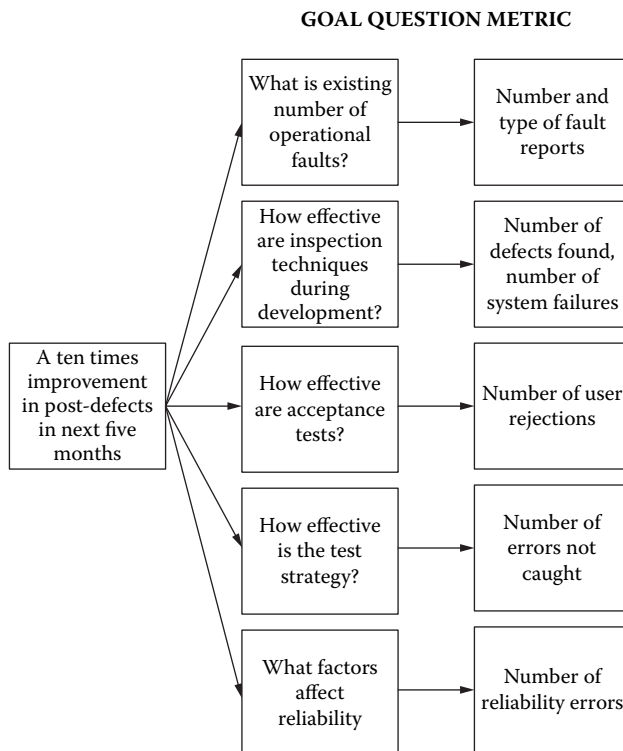 GOAL QUESTION METRIC
What is existing
number of
operational
faults?
Number and
type of fault
reports
How effective
are inspection
techniques
during
development?
Number of
defects found,
number of
system failures
A ten times
improvement
in post-defects
in next five
months
How effective
are acceptance
tests?
Number of user
rejections
How effective
is the test
strategy?
Number of
errors not
caught
What factors
affect
reliability
Number of
reliability errors